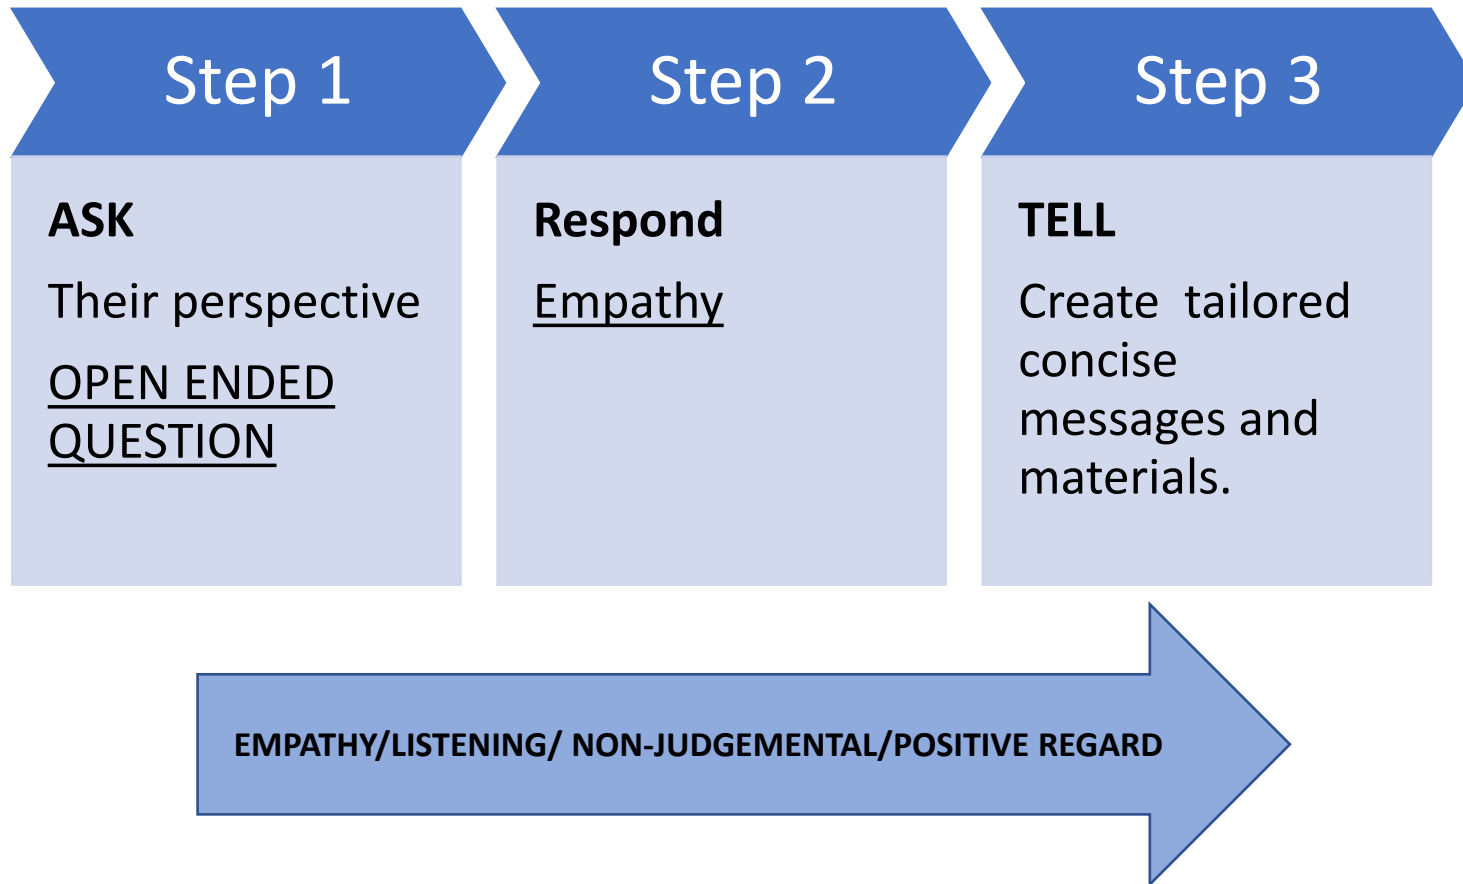 Step 1
ASK
Their perspective
OPEN ENDED
QUESTION
Step 2
Respond
Empathy
Step 3
TELL
Create  tailored
concise
messages and
materials.
EMPATHY/LISTENING/ NON-JUDGEMENTAL/POSITIVE REGARD